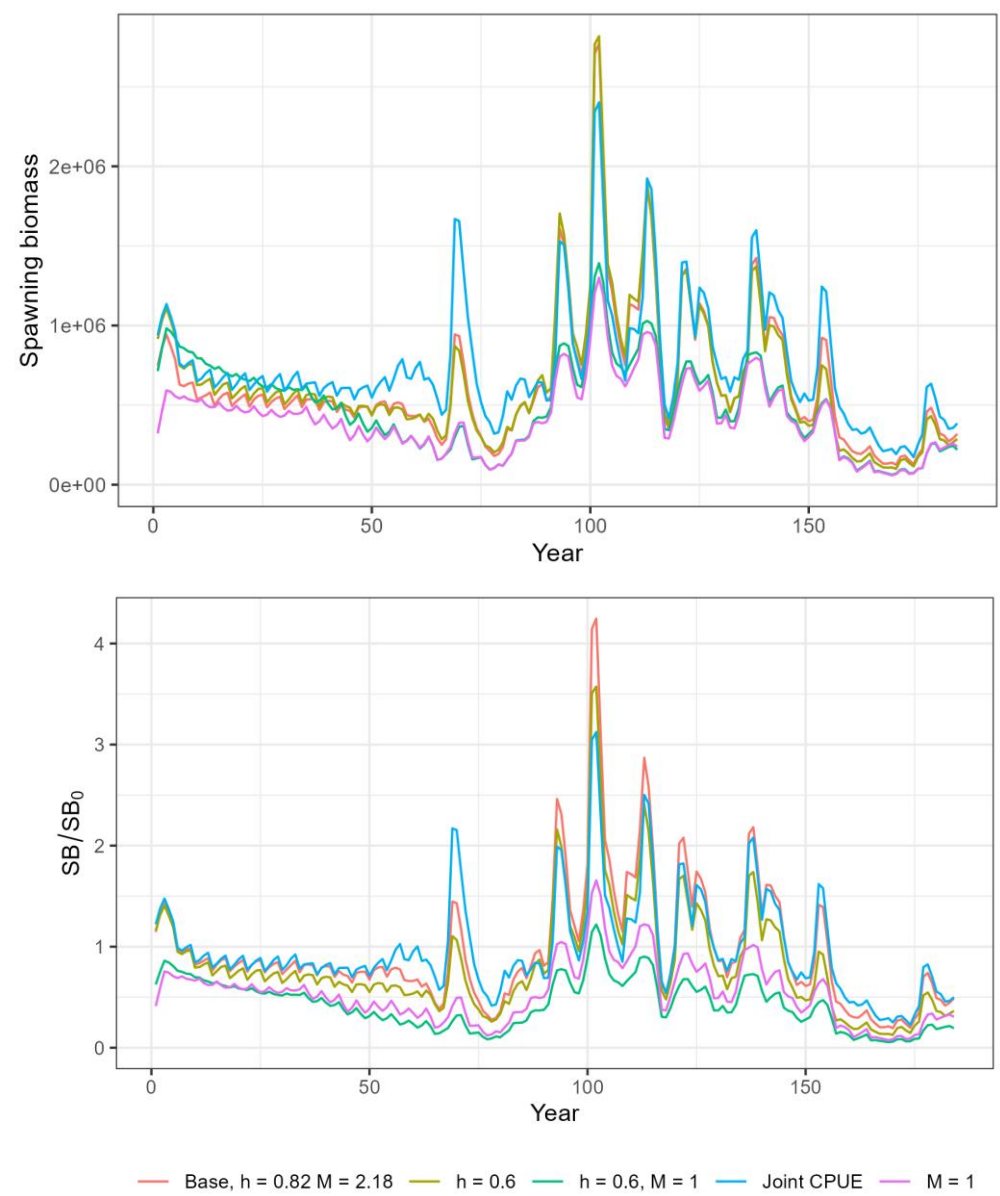 2e+06
1e+06
0e+00
Spawning biomass
0
50
100
150
Year
4
3
2
1
0
SB/SB₀
0
50
100
150
Year
Base, h = 0.82 M = 2.18 h = 0.6 h = 0.6, M = 1 Joint CPUE M = 1